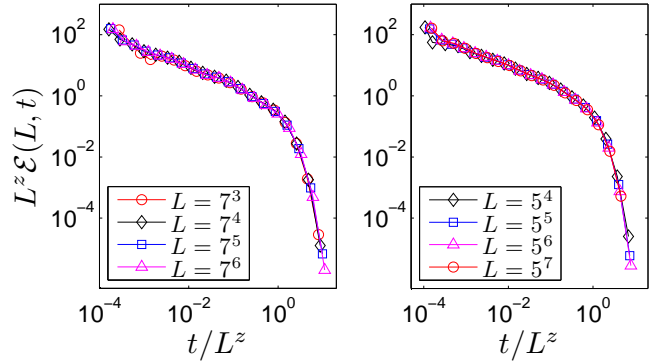 L^z ℰ(L, t)
10^2
10^0
10^{-2}
10^{-4}
L = 7^3
L = 7^4
L = 7^5
L = 7^6
10^{-4} 10^{-2} 10^0
t/L^z
10^2
10^0
10^{-2}
10^{-4}
L = 5^4
L = 5^5
L = 5^6
L = 5^7
10^{-4} 10^{-2} 10^0
t/L^z